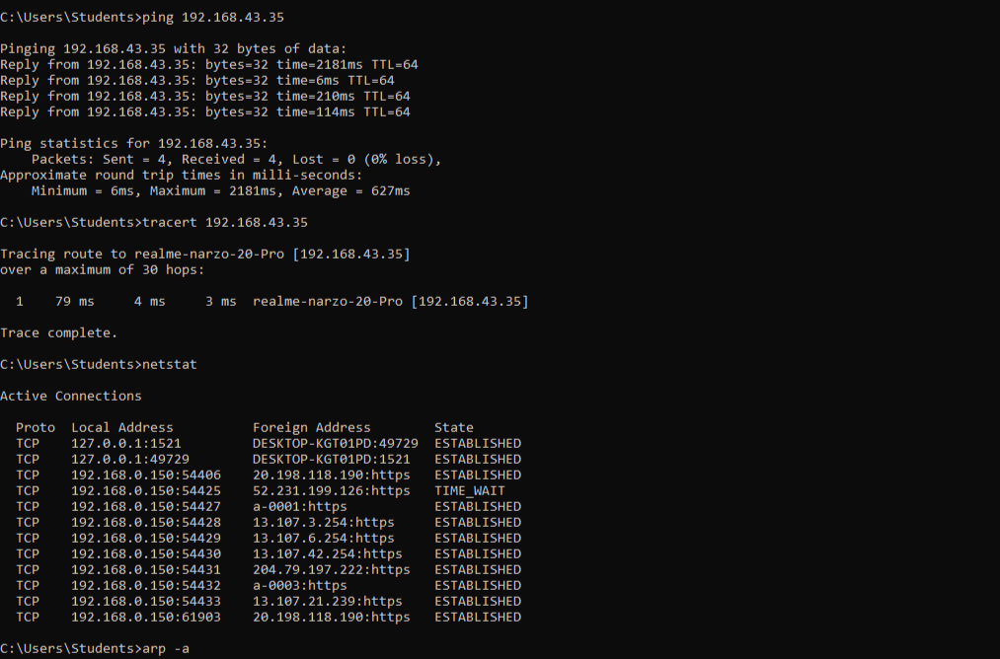 C:\Users\Students>ping 192.168.43.35
Pinging 192.168.43.35 with 32 bytes of data:
Reply from 192.168.43.35: bytes=32 time=2181ms TTL=64
Reply from 192.168.43.35: bytes=32 time=6ms TTL=64
Reply from 192.168.43.35: bytes=32 time=210ms TTL=64
Reply from 192.168.43.35: bytes=32 time=114ms TTL=64
Ping statistics for 192.168.43.35:
    Packets: Sent = 4, Received = 4, Lost = 0 (0% loss),
Approximate round trip times in milli-seconds:
    Minimum = 6ms, Maximum = 2181ms, Average = 627ms
C:\Users\Students>tracert 192.168.43.35
Tracing route to realme-narzo-20-Pro [192.168.43.35]
over a maximum of 30 hops:
  1    79 ms     4 ms     3 ms  realme-narzo-20-Pro [192.168.43.35]
Trace complete.
C:\Users\Students>netstat
Active Connections
  Proto  Local Address          Foreign Address        State
  TCP    127.0.0.1:1521         DESKTOP-KGT01PD:49729  ESTABLISHED
  TCP    127.0.0.1:49729        DESKTOP-KGT01PD:1521   ESTABLISHED
  TCP    192.168.0.150:54406    20.198.118.190:https   ESTABLISHED
  TCP    192.168.0.150:54425    52.231.199.126:https   TIME_WAIT
  TCP    192.168.0.150:54427    a-0001:https           ESTABLISHED
  TCP    192.168.0.150:54428    13.107.3.254:https     ESTABLISHED
  TCP    192.168.0.150:54429    13.107.6.254:https     ESTABLISHED
  TCP    192.168.0.150:54430    13.107.42.254:https    ESTABLISHED
  TCP    192.168.0.150:54431    204.79.197.222:https   ESTABLISHED
  TCP    192.168.0.150:54432    a-0003:https           ESTABLISHED
  TCP    192.168.0.150:54433    13.107.21.239:https    ESTABLISHED
  TCP    192.168.0.150:61903    20.198.118.190:https   ESTABLISHED
C:\Users\Students>arp -a